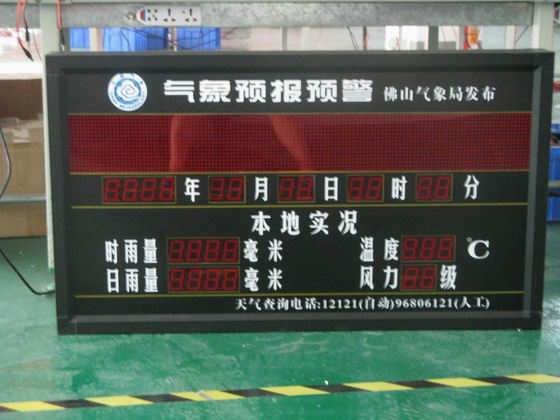 气象预报预警 佛山气象局发布
年 月 日 时 分
本地实况
时雨量 毫米 温度 °C
日雨量 毫米 风力 级
天气查询电话:12121(自动)96806121(人工)